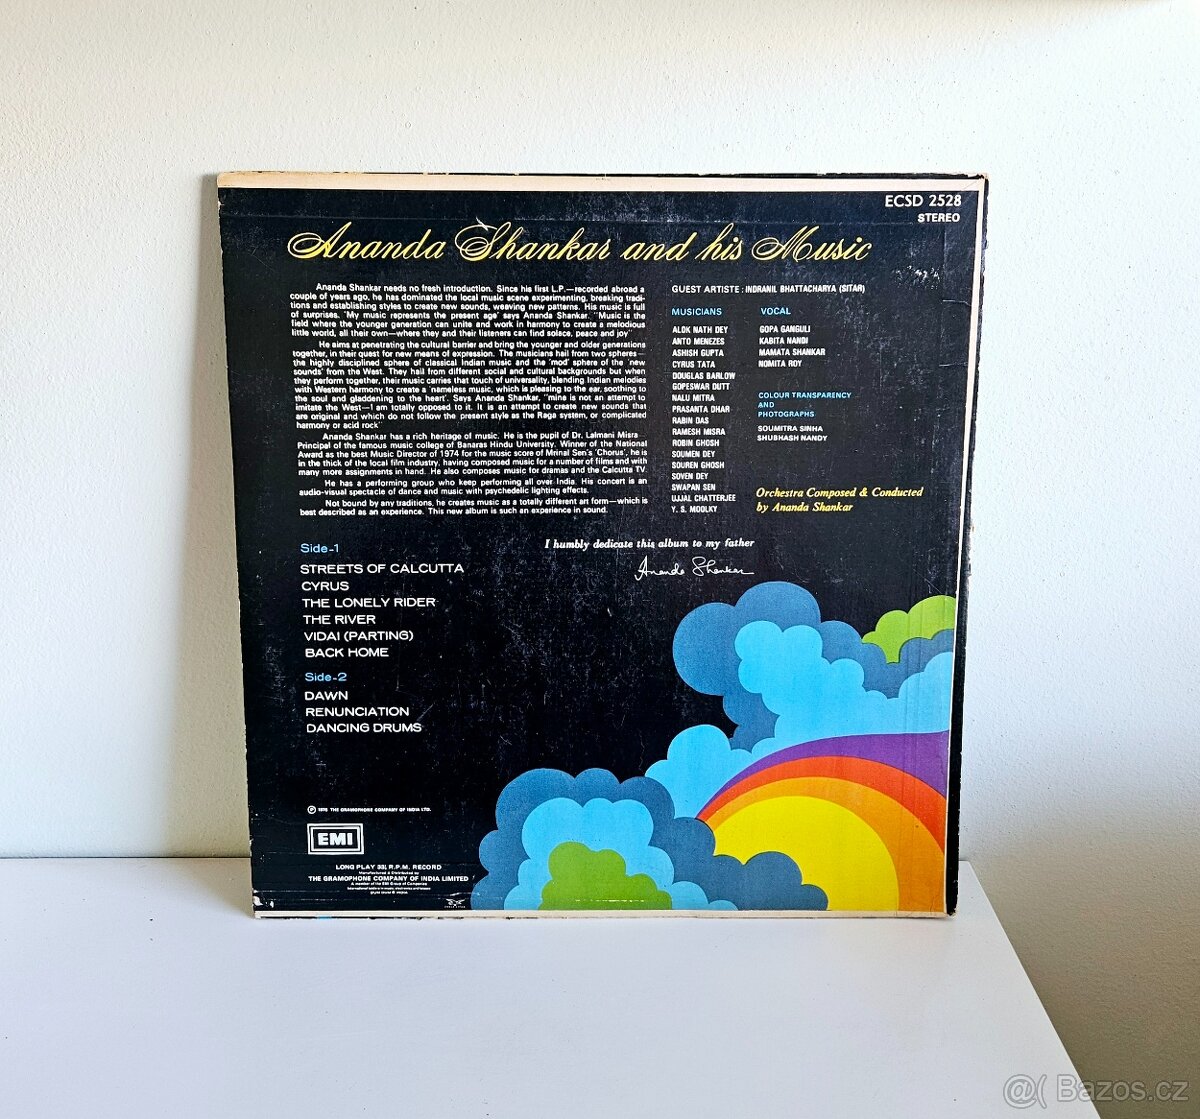 ECSD 2528
STEREO
Ananda Shankar and his Music
Ananda Shankar needs no fresh introduction. Since his first L.P.—recorded abroad a
couple of years ago, he has dominated the local music scene experimenting, breaking tradi-
tions and establishing styles to create new sounds, weaving new patterns. His music is full
of surprises. 'My music represents the present age' says Ananda Shankar. "Music is the
field where the younger generation can unite and work in harmony to create a melodious
little world, all their own—where they and their listeners can find solace, peace and joy"
He aims at penetrating the cultural barrier and bring the younger and older generations
together, in their quest for new means of expression. The musicians hail from two spheres—
the highly disciplined sphere of classical Indian music and the 'mod' sphere of the 'new
sounds' from the West. They hail from different social and cultural backgrounds but when
they perform together, their music carries that touch of universality, blending Indian melodies
with Western harmony to create a 'nameless music, which is pleasing to the ear, soothing to
the soul and gladdening to the heart'. Says Ananda Shankar, "mine is not an attempt to
imitate the West—I am totally opposed to it. It is an attempt to create new sounds that
are original and which do not follow the present style as the Raga system, or complicated
harmony or acid rock"
Ananda Shankar has a rich heritage of music. He is the pupil of Dr. Lalmani Misra—
Principal of the famous music college of Banaras Hindu University. Winner of the National
Award as the best Music Director of 1974 for the music score of Mrinal Sen's 'Chorus', he is
in the thick of the local film industry, having composed music for a number of films and with
many more assignments in hand. He also composes music for dramas and the Calcutta TV.
He has a performing group who keep performing all over India. His concert is an
audio-visual spectacle of dance and music with psychedelic lighting effects.
Not bound by any traditions, he creates music as a totally different art form—which is
best described as an experience. This new album is such an experience in sound.
GUEST ARTISTE : INDRANIL BHATTACHARYA (SITAR)
MUSICIANS
ALOK NATH DEY
ANTO MENEZES
ASHISH GUPTA
CYRUS TATA
DOUGLAS BARLOW
GOPESWAR DUTT
NALU MITRA
PRASANTA DHAR
RABIN DAS
RAMESH MISRA
ROBIN GHOSH
SOUMEN DEY
SOUREN GHOSH
SOVEN DEY
SWAPAN SEN
UJJAL CHATTERJEE
Y. S. MOOLKY
VOCAL
GOPA GANGULI
KABITA NANDI
MAMATA SHANKAR
NOMITA ROY
COLOUR TRANSPARENCY
AND
PHOTOGRAPHS
SOUMITRA SINHA
SHUBHASH NANDY
Orchestra Composed & Conducted
by Ananda Shankar
I humbly dedicate this album to my father
Ananda Shankar
Side-1
STREETS OF CALCUTTA
CYRUS
THE LONELY RIDER
THE RIVER
VIDAI (PARTING)
BACK HOME
Side-2
DAWN
RENUNCIATION
DANCING DRUMS
℗ 1975 THE GRAMOPHONE COMPANY OF INDIA LTD.
EMI
LONG PLAY 33⅓ R.P.M. RECORD
Manufactured & Distributed by
THE GRAMOPHONE COMPANY OF INDIA LIMITED
A member of the EMI Group of Companies
@( Bazos.cz